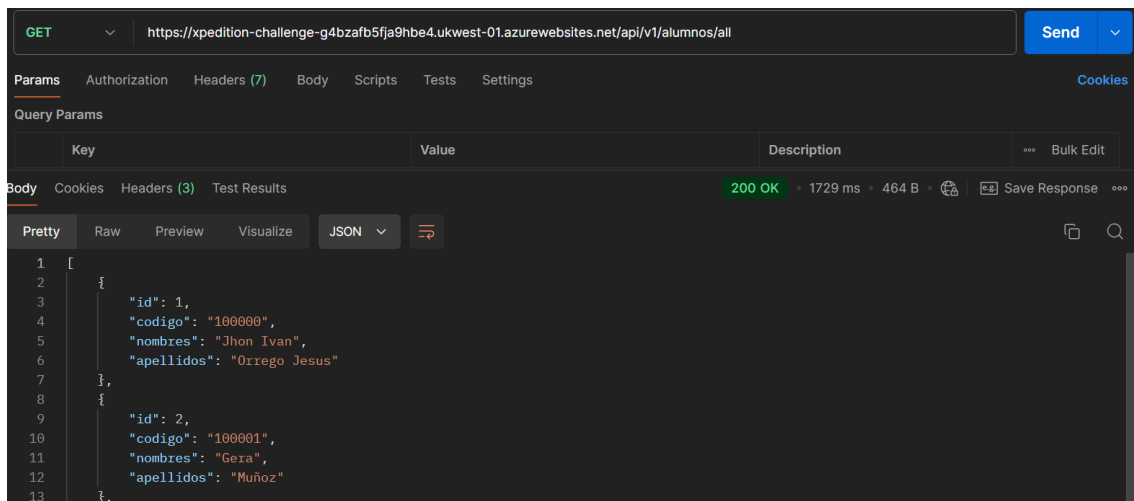 GET https://xpedition-challenge-g4bzafb5fja9hbe4.ukwest-01.azurewebsites.net/api/v1/alumnos/all Send
Params Authorization Headers (7) Body Scripts Tests Settings Cookies
Query Params
Key Value Description Bulk Edit
Body Cookies Headers (3) Test Results 200 OK 1729 ms 464 B e.g. Save Response
Pretty Raw Preview Visualize JSON
1 [
2 {
3 "id": 1,
4 "codigo": "100000",
5 "nombres": "Jhon Ivan",
6 "apellidos": "Orrego Jesus"
7 },
8 {
9 "id": 2,
10 "codigo": "100001",
11 "nombres": "Gera",
12 "apellidos": "Muñoz"
13 },